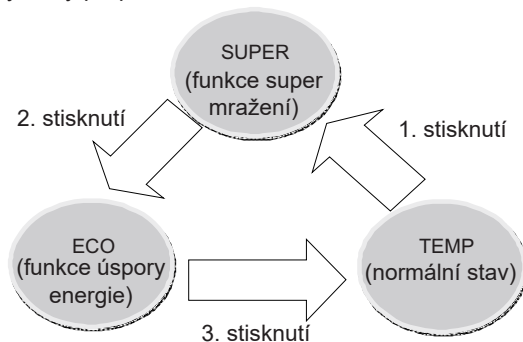 SUPER
(funkce super
mražení)
2. stisknutí
1. stisknutí
ECO
(funkce úspory
energie)
TEMP
(normální stav)
3. stisknutí